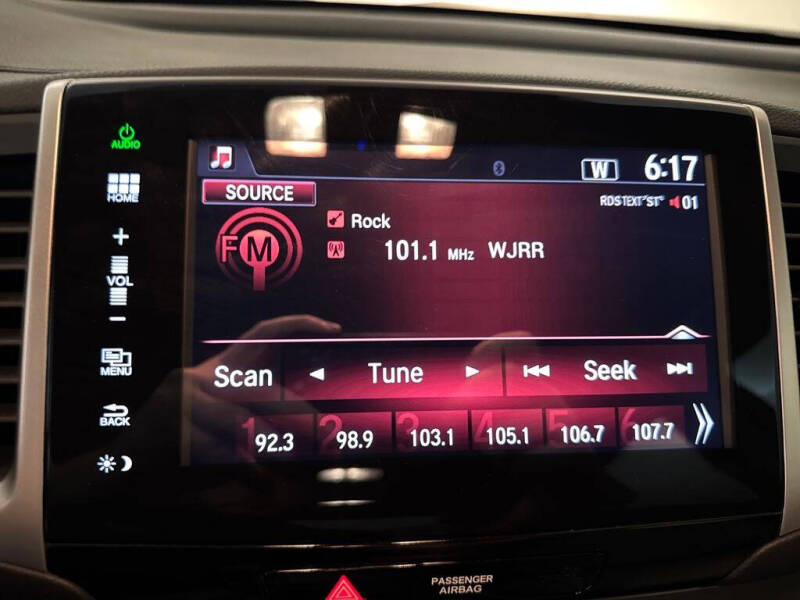 AUDIO
HOME
+
VOL
−
MENU
BACK
W 6:17
SOURCE
RDS TEXT "ST" 01
FM
Rock
101.1 MHz WJRR
Scan Tune Seek
1 92.3 2 98.9 3 103.1 4 105.1 5 106.7 6 107.7
PASSENGER
AIRBAG